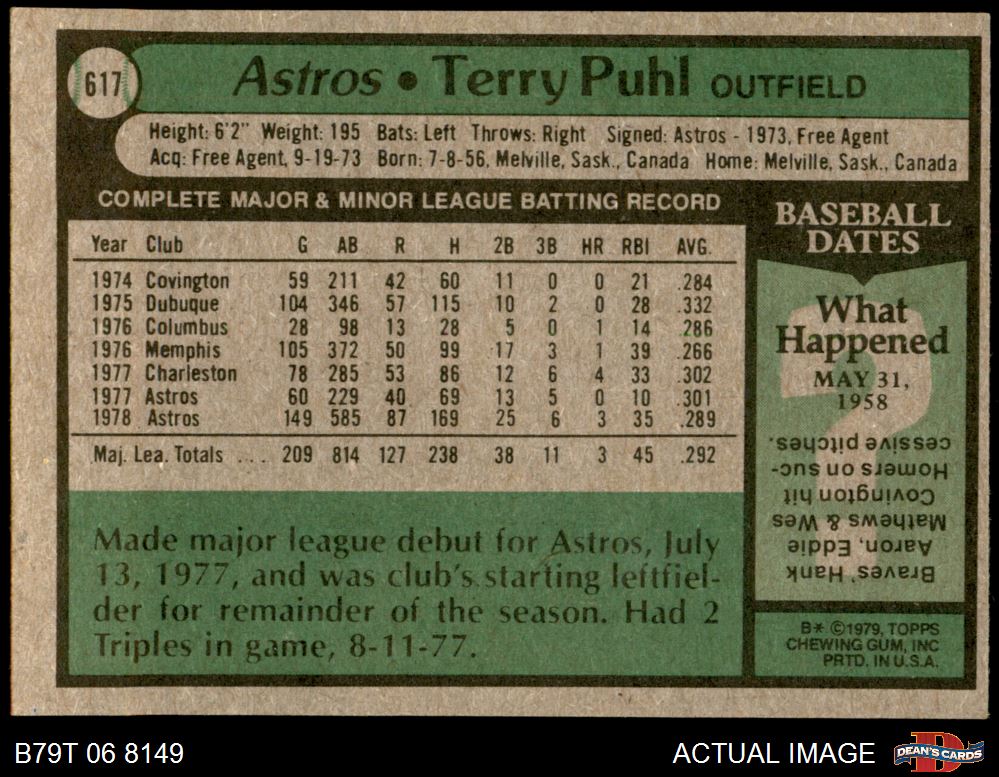 617
Astros • Terry Puhl OUTFIELD
Height: 6'2" Weight: 195 Bats: Left Throws: Right Signed: Astros - 1973, Free Agent
Acq: Free Agent, 9-19-73 Born: 7-8-56, Melville, Sask., Canada Home: Melville, Sask., Canada
COMPLETE MAJOR & MINOR LEAGUE BATTING RECORD
Year Club G AB R H 2B 3B HR RBI AVG.
1974 Covington 59 211 42 60 11 0 0 21 .284
1975 Dubuque 104 346 57 115 10 2 0 28 .332
1976 Columbus 28 98 13 28 5 0 1 14 .286
1976 Memphis 105 372 50 99 17 3 1 39 .266
1977 Charleston 78 285 53 86 12 6 4 33 .302
1977 Astros 60 229 40 69 13 5 0 10 .301
1978 Astros 149 585 87 169 25 6 3 35 .289
Maj. Lea. Totals .... 209 814 127 238 38 11 3 45 .292
Made major league debut for Astros, July
13, 1977, and was club's starting leftfiel-
der for remainder of the season. Had 2
Triples in game, 8-11-77.
BASEBALL
DATES
What
Happened
MAY 31,
1958
Braves' Hank
Aaron, Eddie
Mathews & Wes
Covington hit
Homers on suc-
cessive pitches.
B* ©1979, TOPPS
CHEWING GUM, INC
PRTD. IN U.S.A.
B79T 06 8149
ACTUAL IMAGE
D
DEAN'S CARDS